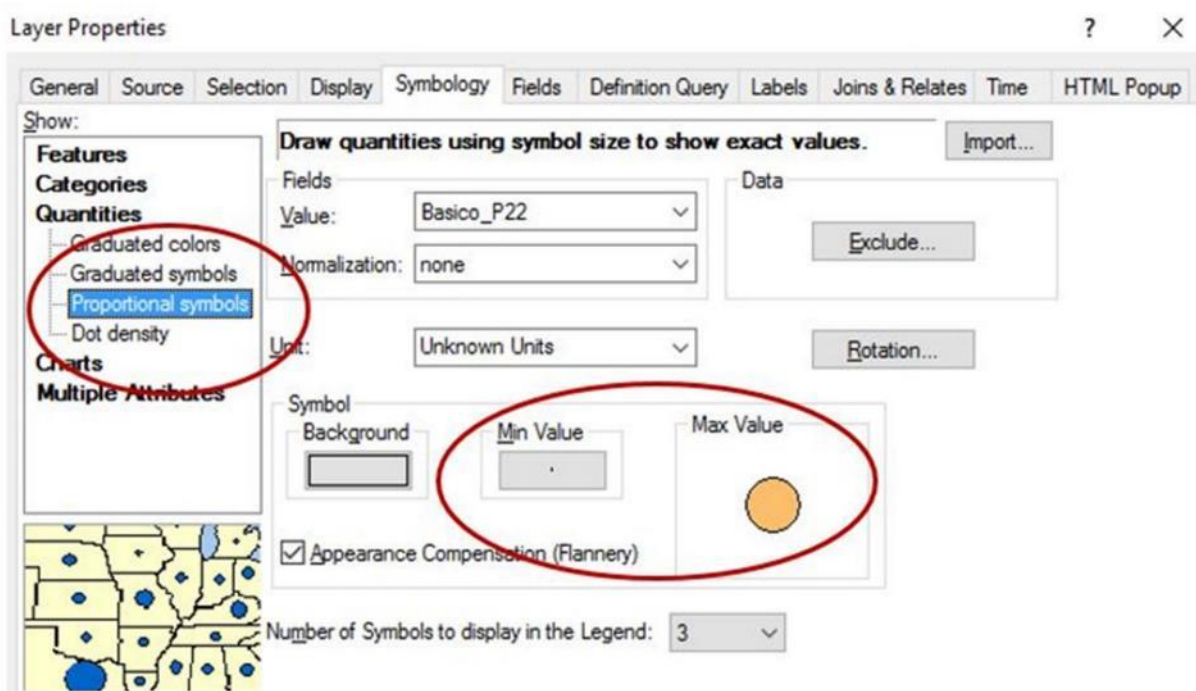 Layer Properties
?
General Source Selection Display Symbology Fields Definition Query Labels Joins & Relates Time HTML Popup
Show:
Features
Categories
Quantities
Graduated colors
Graduated symbols
Proportional symbols
Dot density
Charts
Multiple Attributes
Draw quantities using symbol size to show exact values.
Import...
Fields
Value: Basico_P22
Normalization: none
Data
Exclude...
Unit: Unknown Units
Rotation...
Symbol
Background
Min Value
Max Value
Appearance Compensation (Flannery)
Number of Symbols to display in the Legend: 3